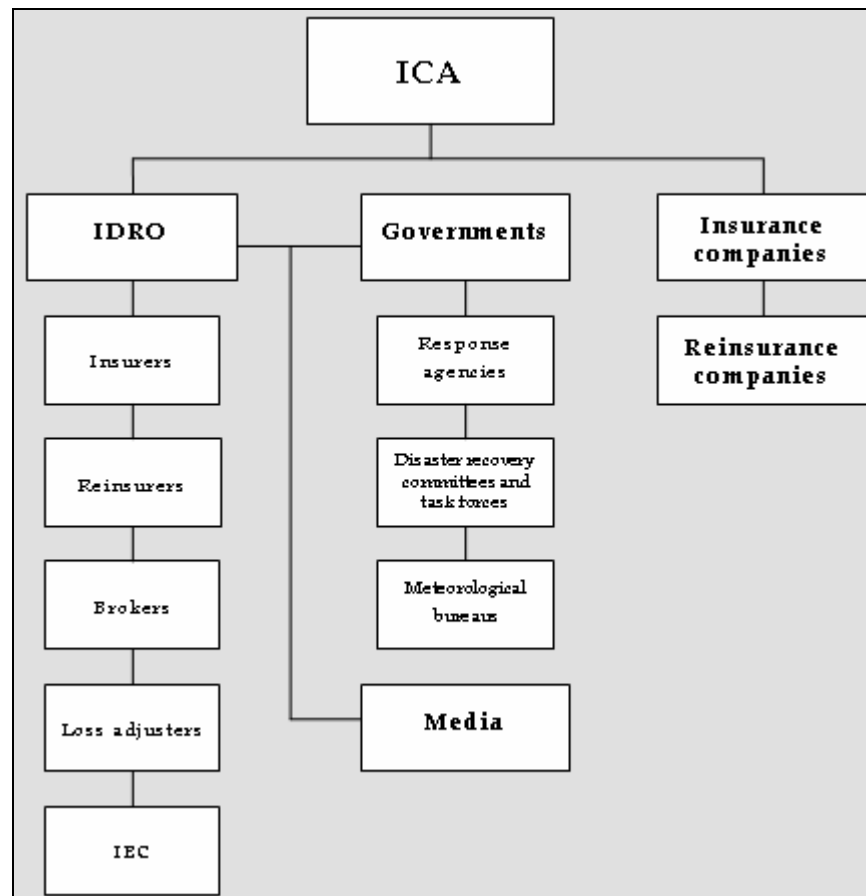 ICA
IDRO
Governments
Insurance
companies
Insurers
Response
agencies
Reinsurance
companies
Reinsurers
Disaster recovery
committees and
task forces
Brokers
Meteorological
bureaus
Loss adjusters
Media
IEC